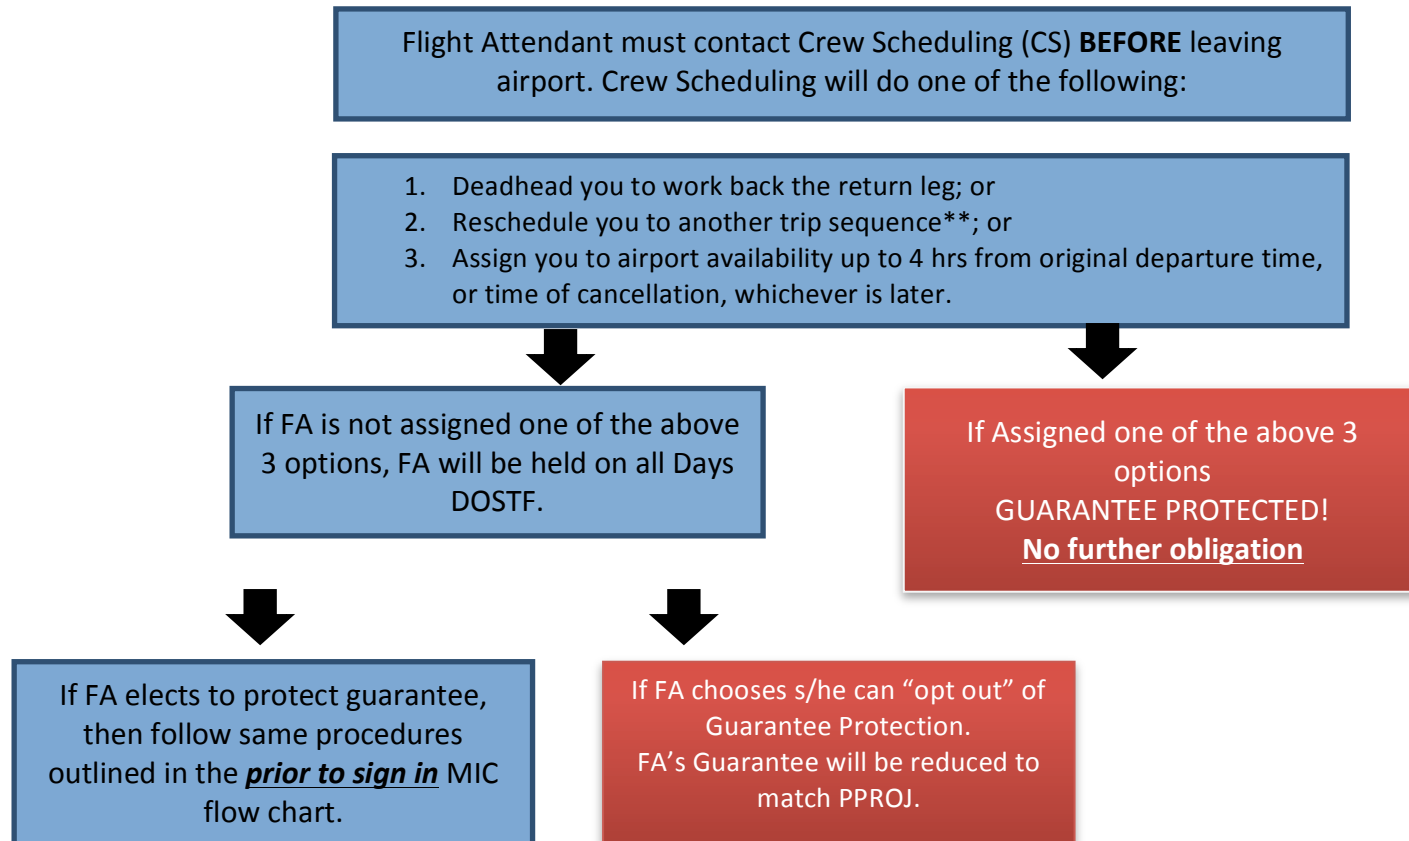 Flight Attendant must contact Crew Scheduling (CS) BEFORE leaving
airport. Crew Scheduling will do one of the following:
1. Deadhead you to work back the return leg; or
2. Reschedule you to another trip sequence**; or
3. Assign you to airport availability up to 4 hrs from original departure time,
or time of cancellation, whichever is later.
If FA is not assigned one of the above
3 options, FA will be held on all Days
DOSTF.
If Assigned one of the above 3
options
GUARANTEE PROTECTED!
No further obligation
If FA elects to protect guarantee,
then follow same procedures
outlined in the prior to sign in MIC
flow chart.
If FA chooses s/he can “opt out” of
Guarantee Protection.
FA’s Guarantee will be reduced to
match PPROJ.